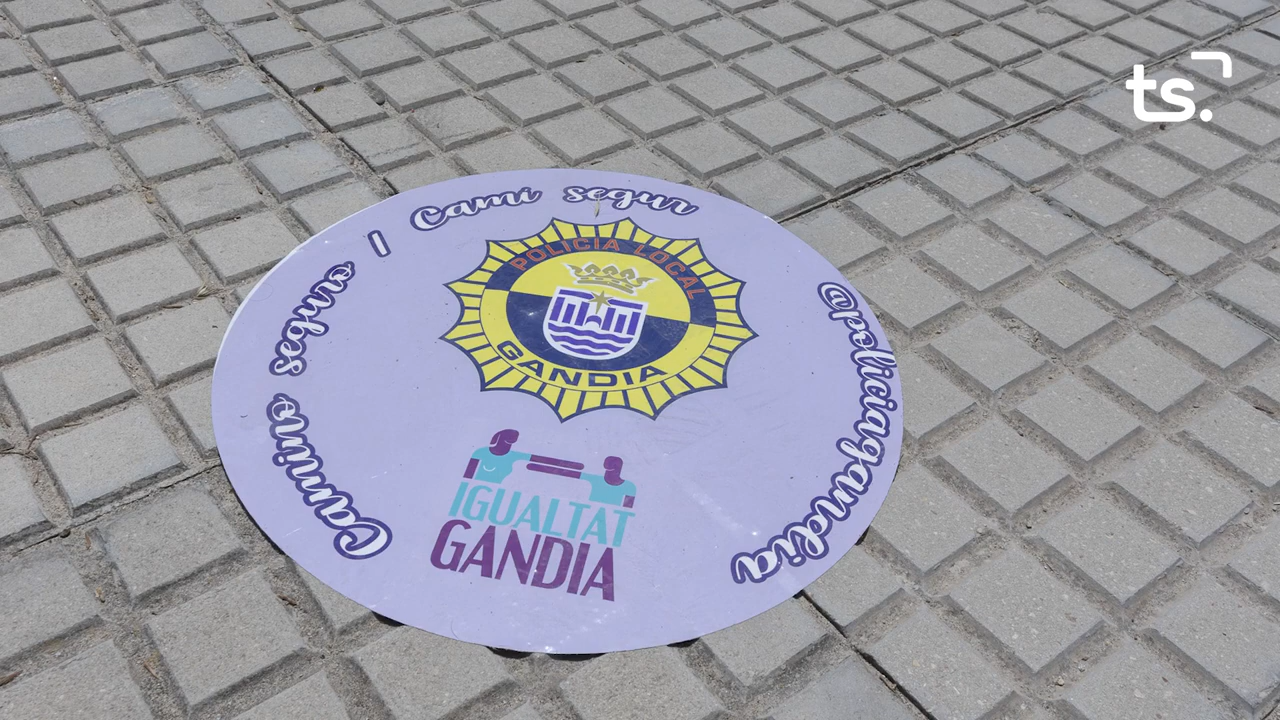 ts.
Camino seguro | Camí segur
@policiagandia
POLICIA LOCAL
GANDIA
IGUALTAT
GANDIA